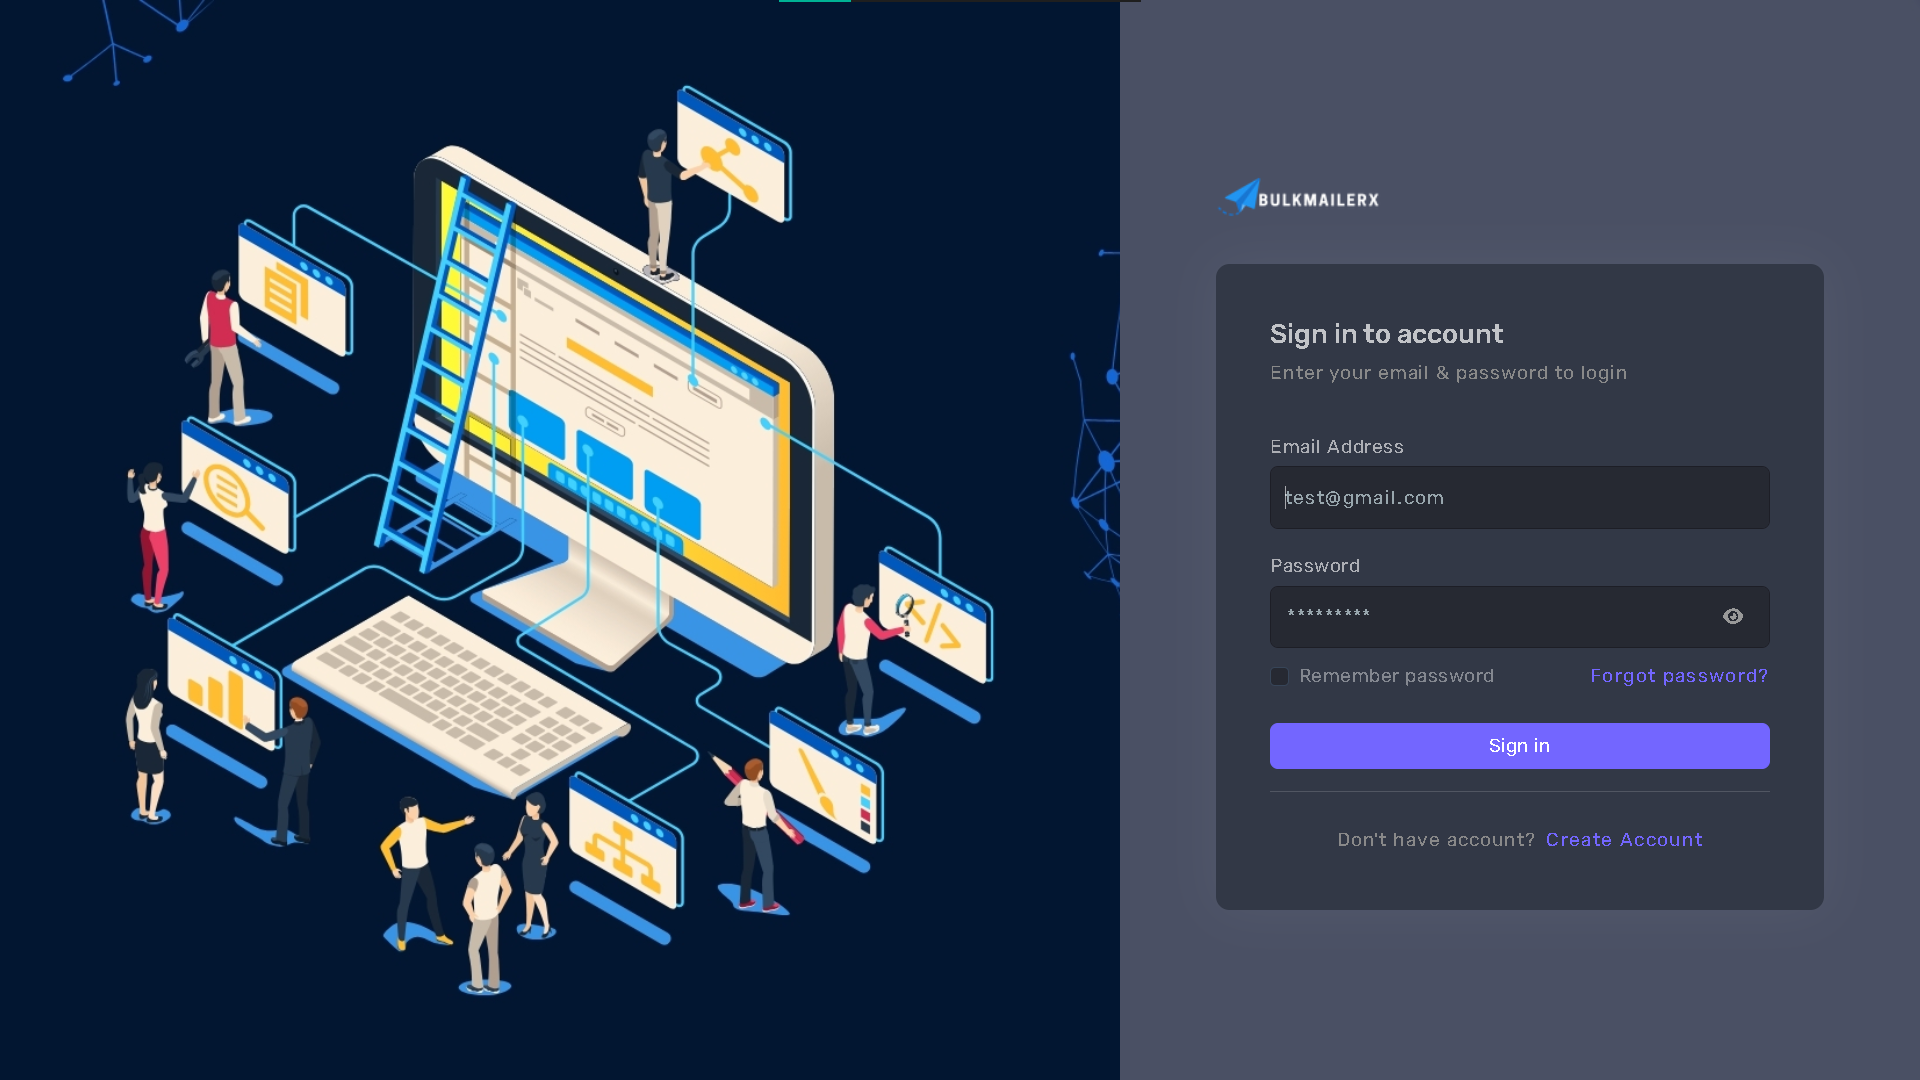 BULKMAILERX
Sign in to account
Enter your email & password to login
Email Address
test@gmail.com
Password
*********
Remember password
Forgot password?
Sign in
Don't have account? Create Account